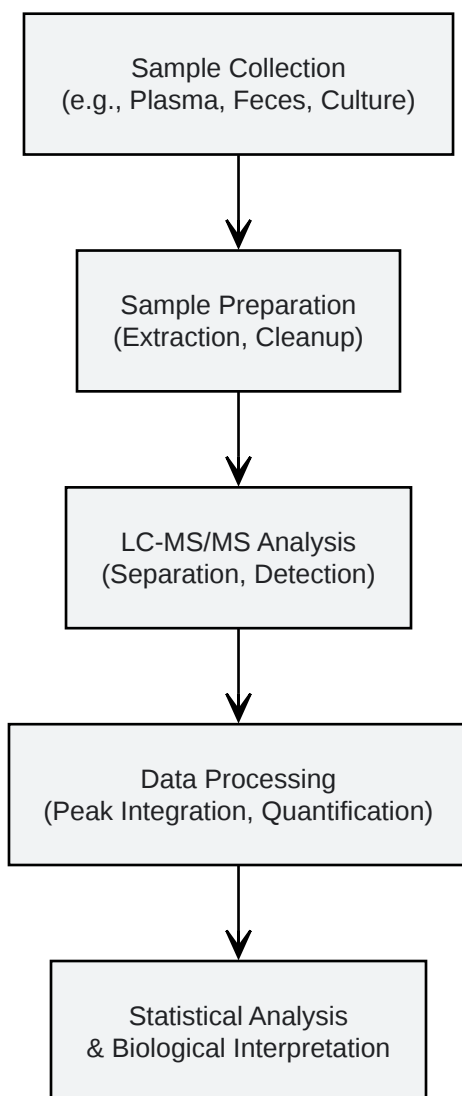 Sample Collection
(e.g., Plasma, Feces, Culture)
Sample Preparation
(Extraction, Cleanup)
LC-MS/MS Analysis
(Separation, Detection)
Data Processing
(Peak Integration, Quantification)
Statistical Analysis
& Biological Interpretation